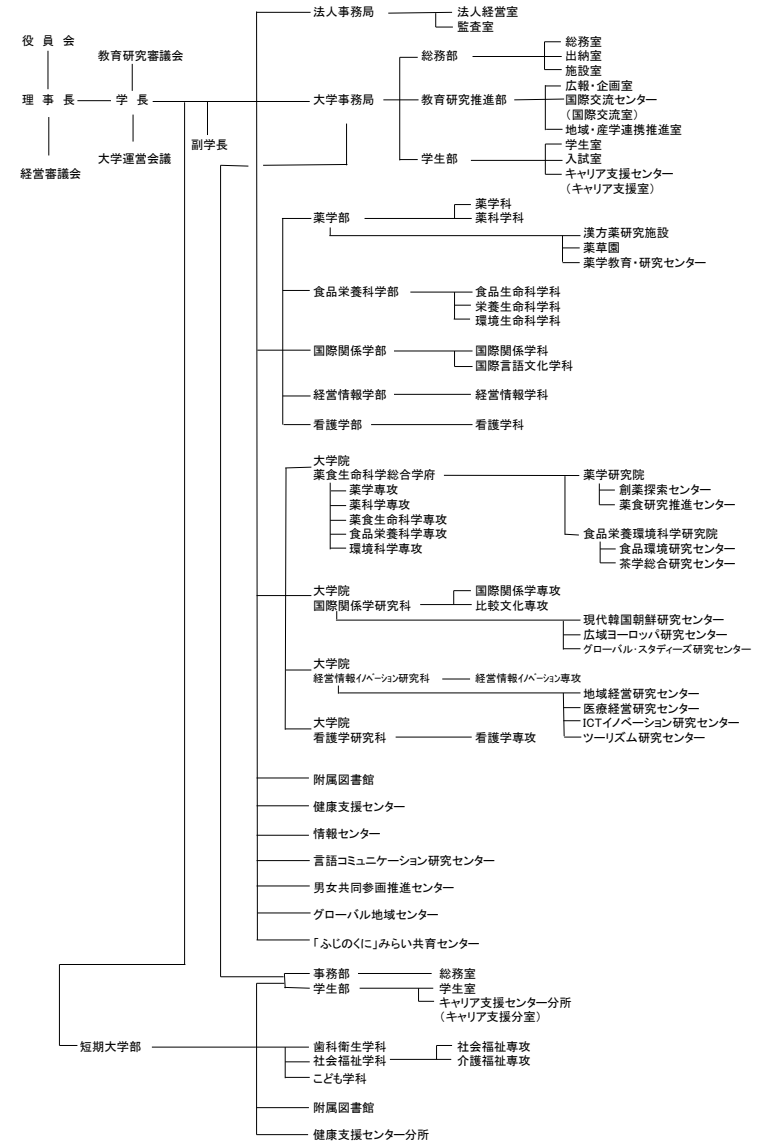 法人事務局 法人経営室
監査室
役 員 会
教育研究審議会
総務部 総務室
出納室
施設室
理 事 長 学 長 大学事務局 教育研究推進部 広報・企画室
国際交流センター
(国際交流室)
地域・産学連携推進室
副学長
経営審議会 大学運営会議
学生部 学生室
入試室
キャリア支援センター
(キャリア支援室)
薬学部 薬学科
薬科学科
漢方薬研究施設
薬草園
薬学教育・研究センター
食品栄養科学部 食品生命科学科
栄養生命科学科
環境生命科学科
国際関係学部 国際関係学科
国際言語文化学科
経営情報学部 経営情報学科
看護学部 看護学科
大学院
薬食生命科学総合学府 薬学研究院
薬学専攻 創薬探索センター
薬科学専攻 薬食研究推進センター
薬食生命科学専攻
食品栄養科学専攻 食品栄養環境科学研究院
環境科学専攻 食品環境研究センター
茶学総合研究センター
大学院 国際関係学専攻
国際関係学研究科 比較文化専攻
現代韓国朝鮮研究センター
広域ヨーロッパ研究センター
グローバル・スタディーズ研究センター
大学院
経営情報イノベーション研究科 経営情報イノベーション専攻
地域経営研究センター
医療経営研究センター
ICTイノベーション研究センター
ツーリズム研究センター
大学院
看護学研究科 看護学専攻
附属図書館
健康支援センター
情報センター
言語コミュニケーション研究センター
男女共同参画推進センター
グローバル地域センター
「ふじのくに」みらい共育センター
事務部 総務室
学生部 学生室
キャリア支援センター分所
(キャリア支援分室)
短期大学部 歯科衛生学科 社会福祉専攻
社会福祉学科 介護福祉専攻
こども学科
附属図書館
健康支援センター分所